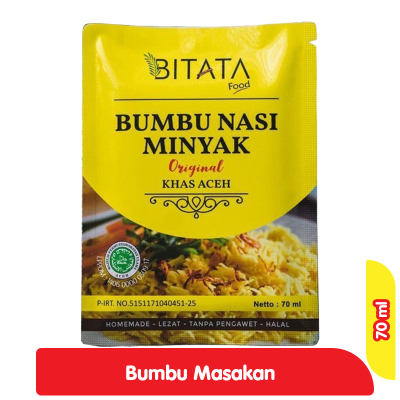 BITATA
Food
BUMBU NASI
MINYAK
Original
KHAS ACEH
P-IRT. NO.5151171040451-25
Netto : 70 ml
HOMEMADE - LEZAT - TANPA PENGAWET - HALAL
70 ml
Bumbu Masakan